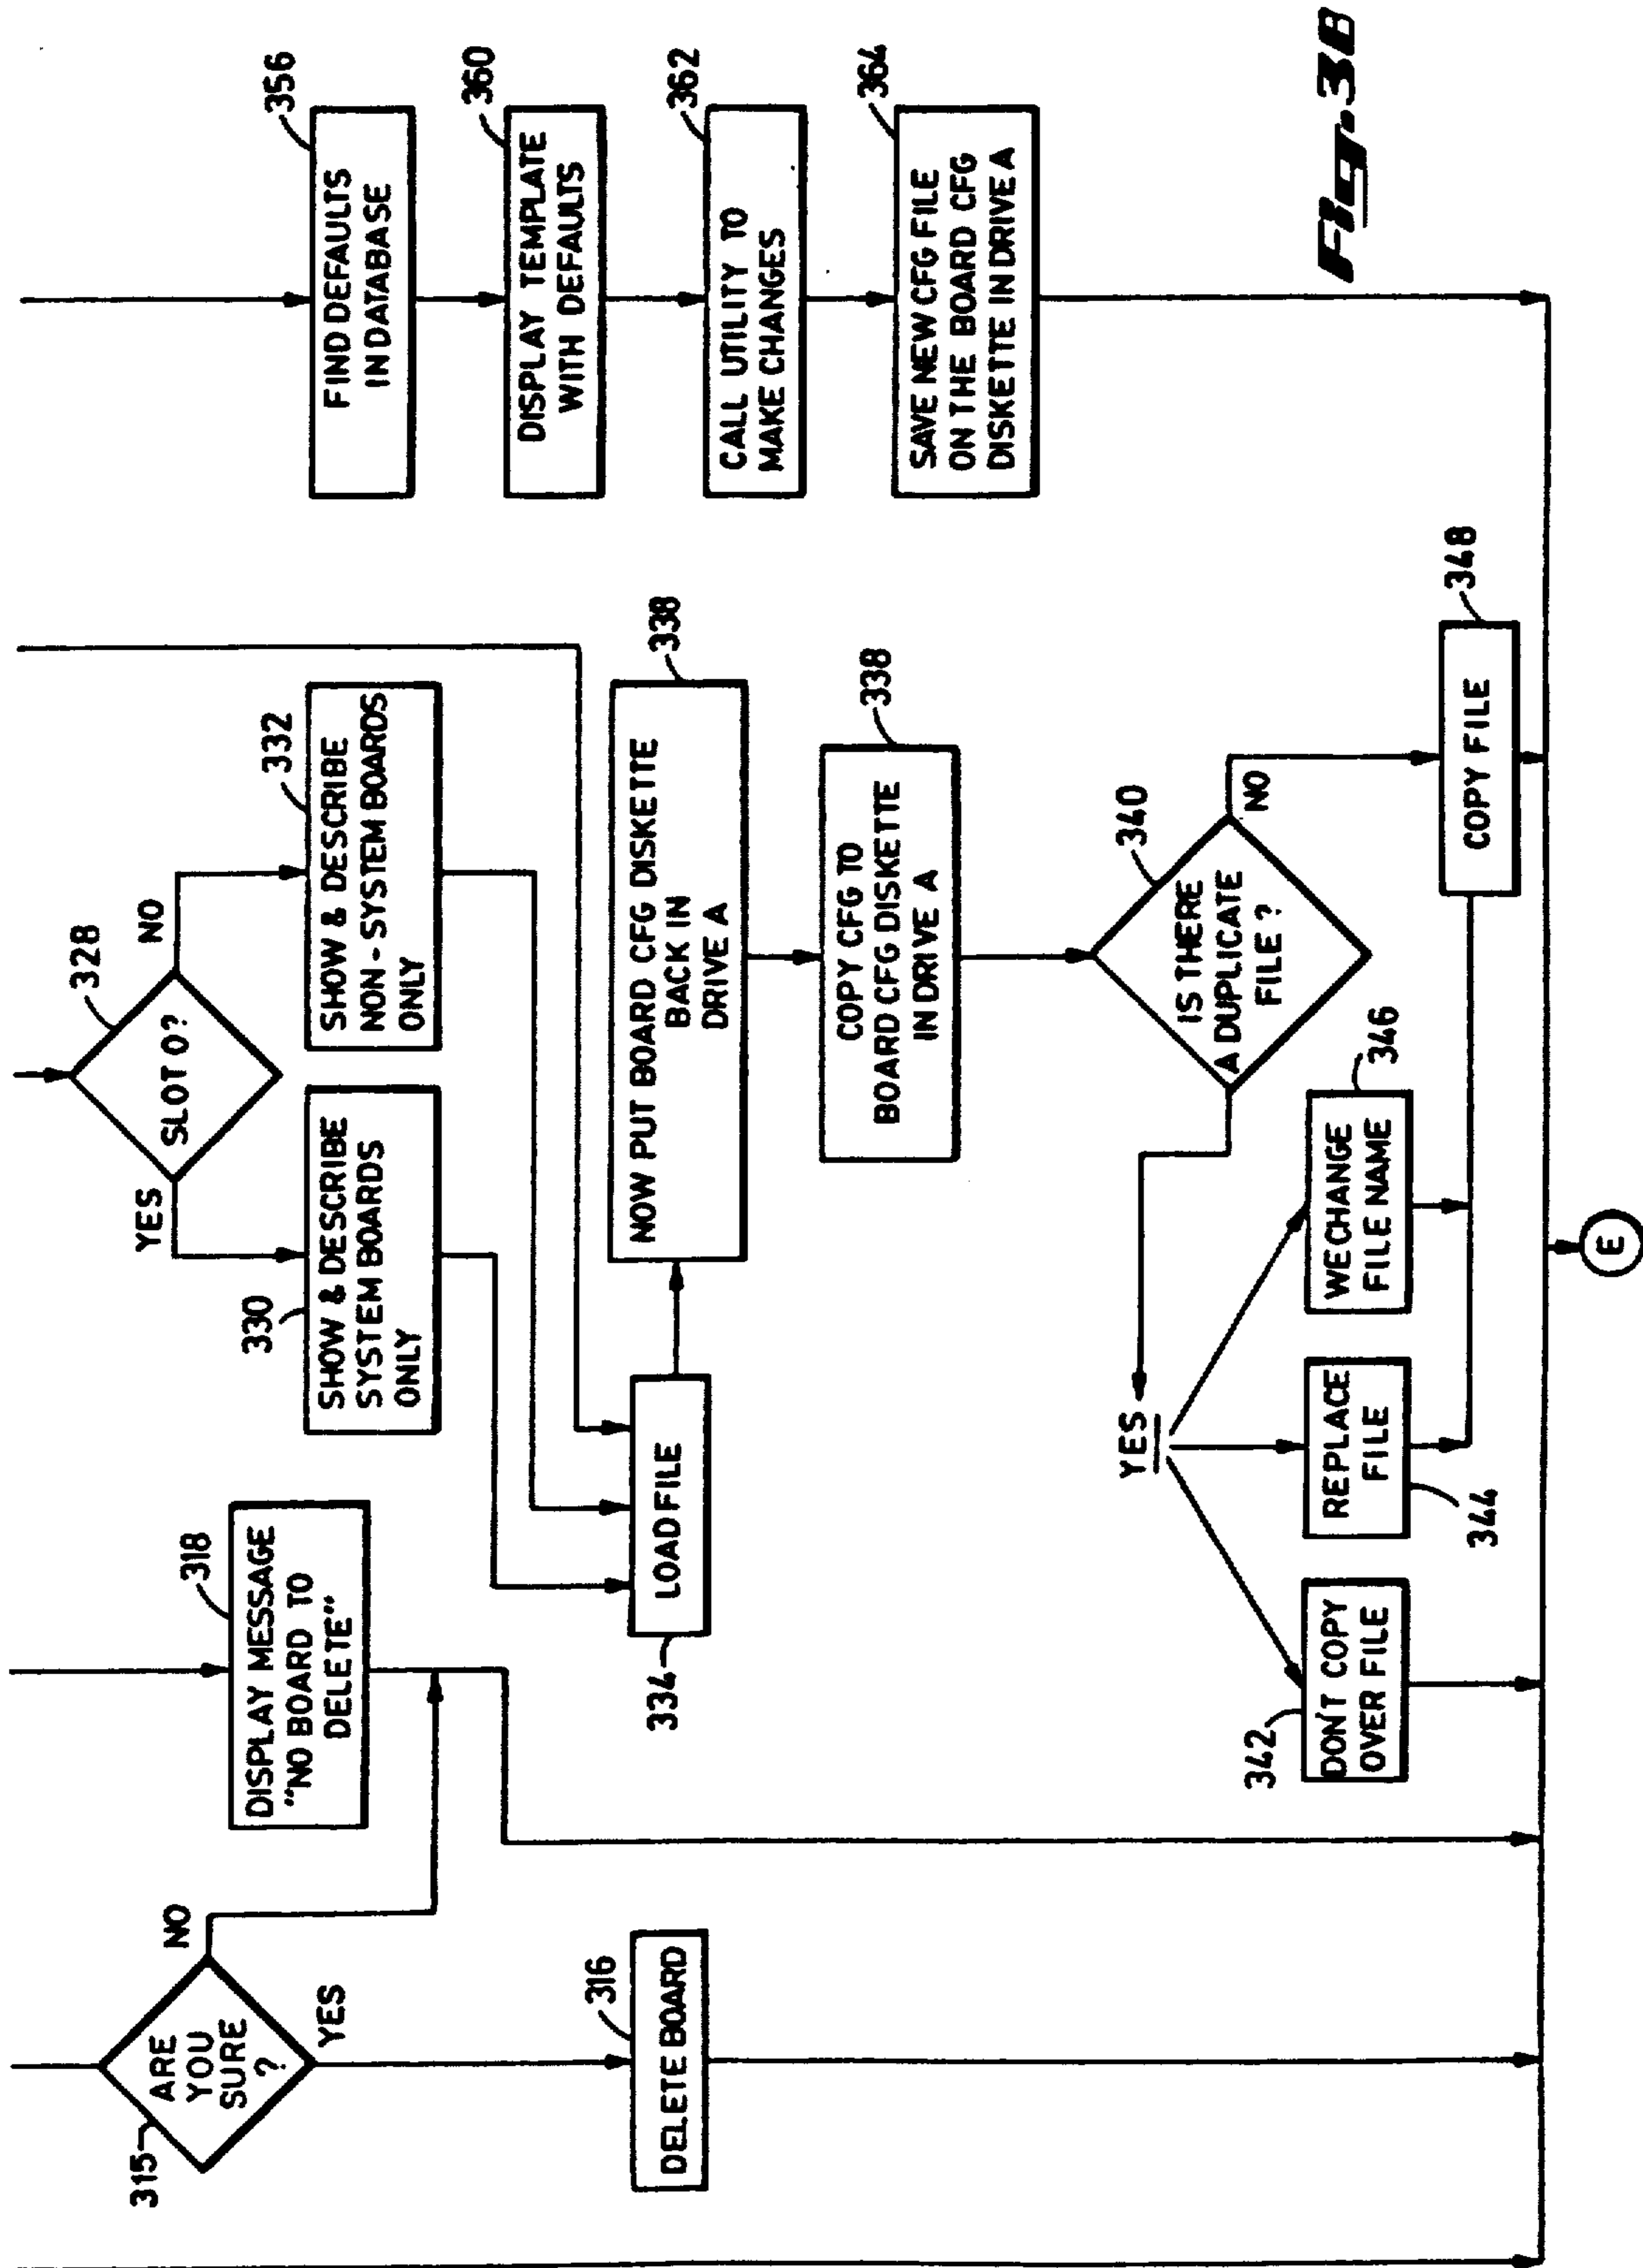 315
ARE
YOU
SURE
?
NO
YES
316
DELETE BOARD
318
DISPLAY MESSAGE
"NO BOARD TO
DELETE"
328
SLOT 0?
YES
NO
330
SHOW & DESCRIBE
SYSTEM BOARDS
ONLY
332
SHOW & DESCRIBE
NON-SYSTEM BOARDS
ONLY
334
LOAD FILE
338
NOW PUT BOARD CFG DISKETTE
BACK IN
DRIVE A
338
COPY CFG TO
BOARD CFG DISKETTE
IN DRIVE A
340
IS THERE
A DUPLICATE
FILE?
YES
NO
342
DON'T COPY
OVER FILE
344
REPLACE
FILE
346
WECHANGE
FILE NAME
348
COPY FILE
356
FIND DEFAULTS
IN DATABASE
360
DISPLAY TEMPLATE
WITH DEFAULTS
362
CALL UTILITY TO
MAKE CHANGES
364
SAVE NEW CFG FILE
ON THE BOARD CFG
DISKETTE IN DRIVE A
E
Fig. 3B